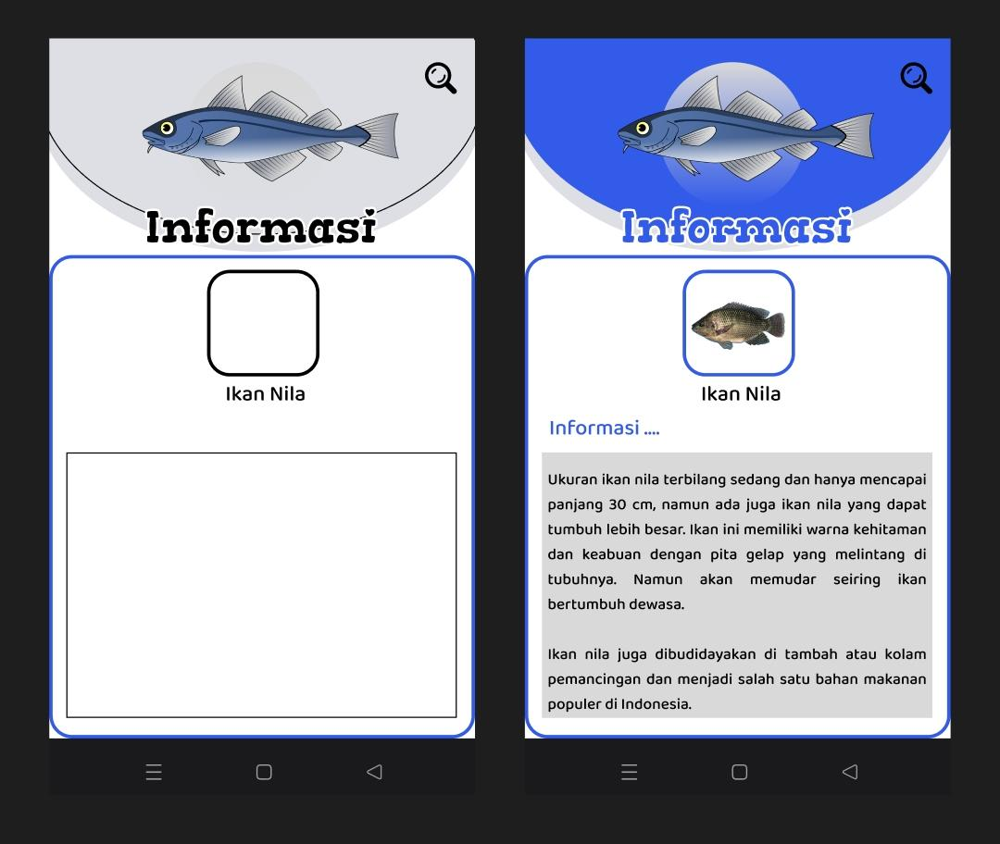 Informasi
Ikan Nila
Informasi
Ikan Nila
Informasi ....
Ukuran ikan nila terbilang sedang dan hanya mencapai
panjang 30 cm, namun ada juga ikan nila yang dapat
tumbuh lebih besar. Ikan ini memiliki warna kehitaman
dan keabuan dengan pita gelap yang melintang di
tubuhnya. Namun akan memudar seiring ikan
bertumbuh dewasa.
Ikan nila juga dibudidayakan di tambah atau kolam
pemancingan dan menjadi salah satu bahan makanan
populer di Indonesia.